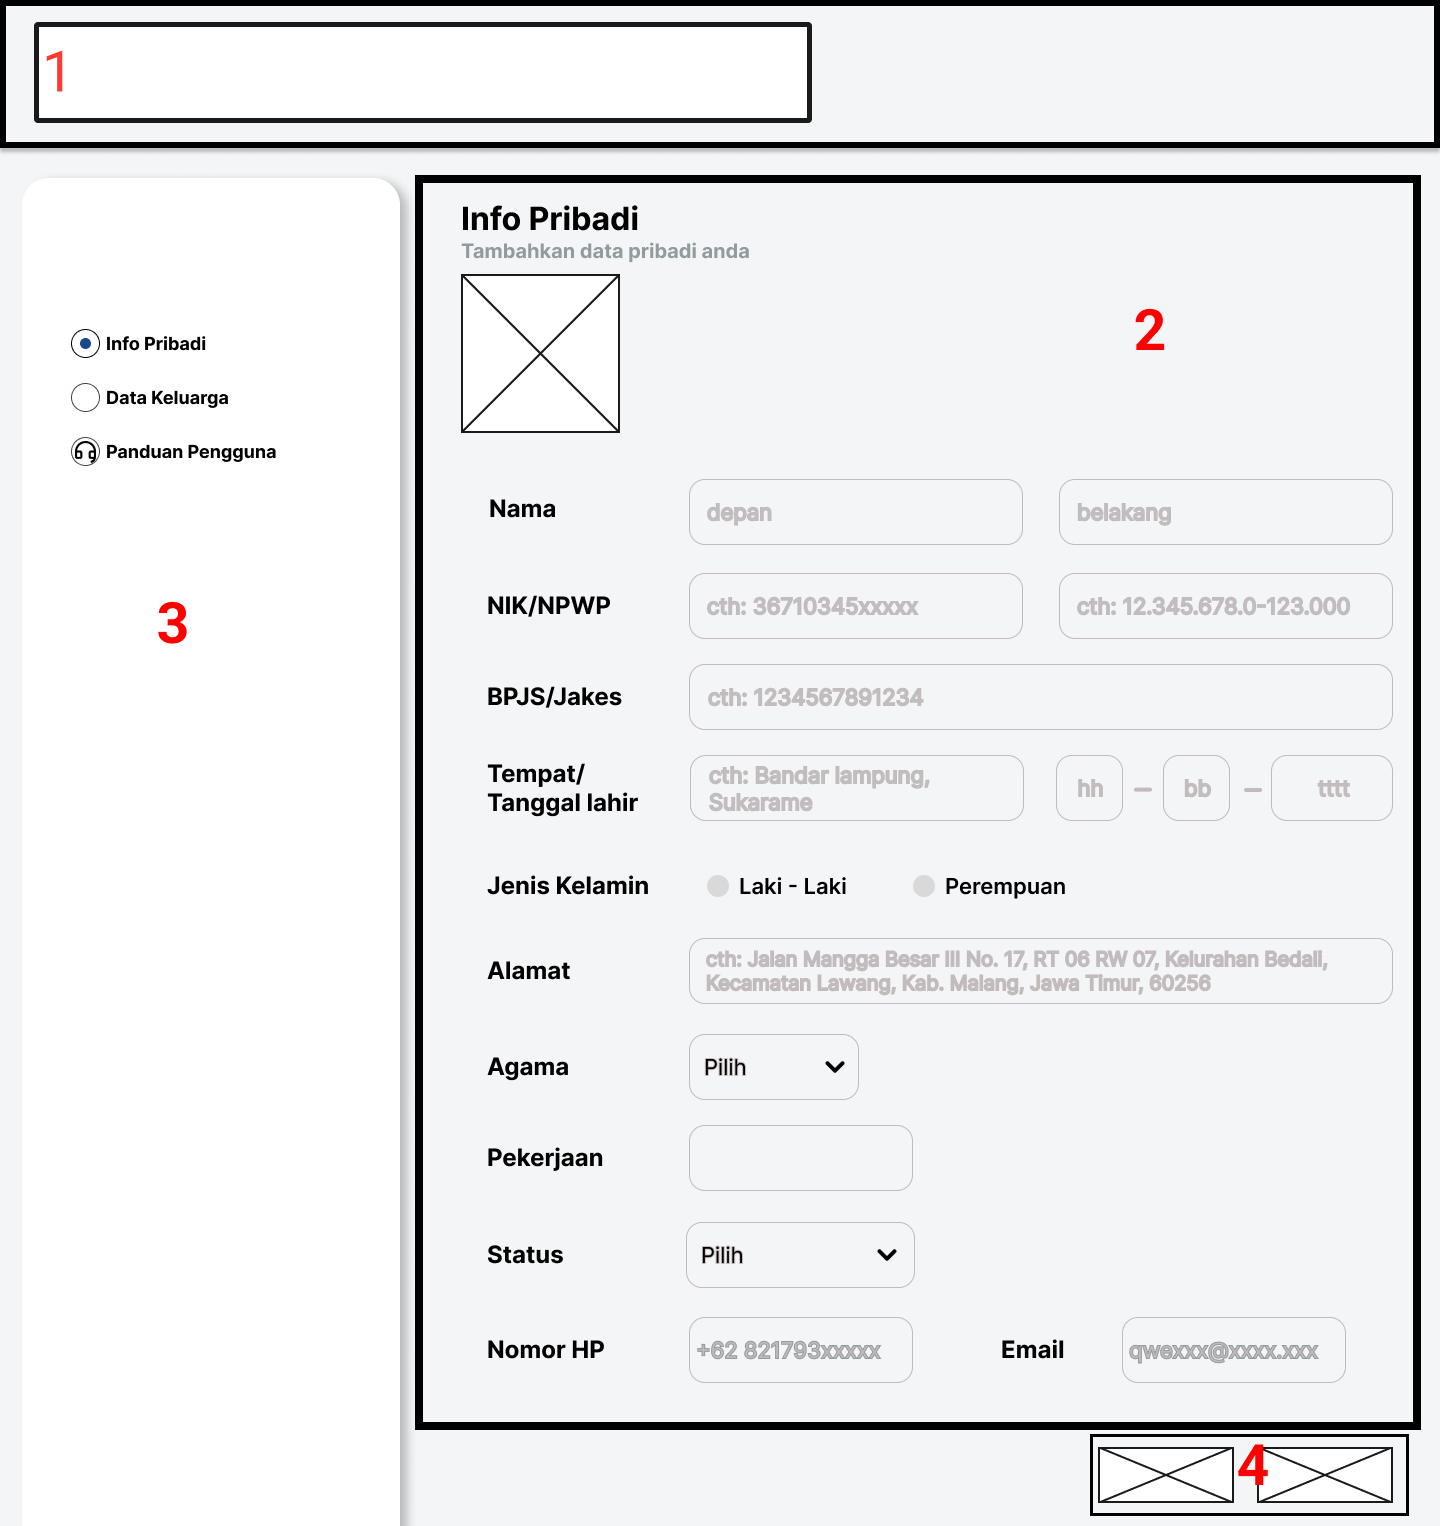 1
Info Pribadi
Data Keluarga
Panduan Pengguna
3
Info Pribadi
Tambahkan data pribadi anda
2
Nama
depan
belakang
NIK/NPWP
cth: 36710345xxxxx
cth: 12.345.678.0-123.000
BPJS/Jakes
cth: 1234567891234
Tempat/
Tanggal lahir
cth: Bandar lampung,
Sukarame
hh – bb – tttt
Jenis Kelamin
Laki - Laki
Perempuan
Alamat
cth: Jalan Mangga Besar III No. 17, RT 06 RW 07, Kelurahan Bedali,
Kecamatan Lawang, Kab. Malang, Jawa Timur, 60256
Agama
Pilih
Pekerjaan
Status
Pilih
Nomor HP
+62 821793xxxxx
Email
qwexxx@xxxx.xxx
4